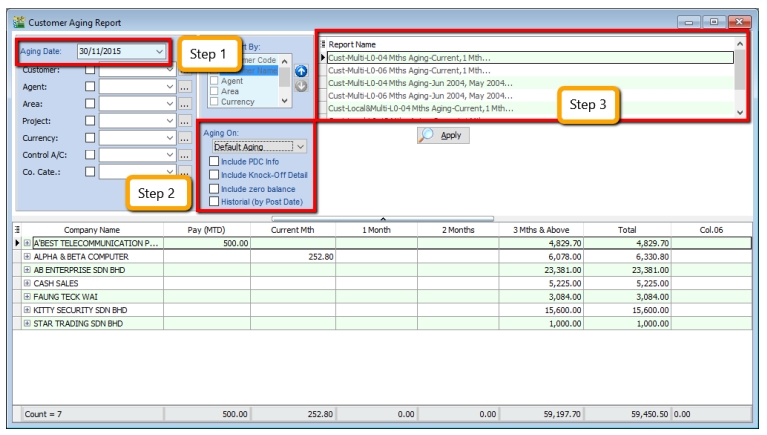 Customer Aging Report
Aging Date: 30/11/2015
Step 1
Customer:
Agent:
Area:
Project:
Currency:
Control A/C:
Co. Cate.:
Step 2
By:
Code
Agent
Area
Currency
Aging On:
Default Aging
Include PDC Info
Include Knock-Off Detail
Include zero balance
Historial (by Post Date)
Report Name
Cust-Multi-L0-04 Mths Aging-Current,1 Mth...
Cust-Multi-L0-06 Mths Aging-Current,1 Mth...
Cust-Multi-L0-04 Mths Aging-Jun 2004, May 2004...
Cust-Multi-L0-06 Mths Aging-Jun 2004, May 2004...
Cust-Local&Multi-L0-04 Mths Aging-Current,1 Mth...
Step 3
Apply
Company Name Pay (MTD) Current Mth 1 Month 2 Months 3 Mths & Above Total Col.06
A'BEST TELECOMMUNICATION P... 500.00 4,829.70 4,829.70
ALPHA & BETA COMPUTER 252.80 6,078.00 6,330.80
AB ENTERPRISE SDN BHD 23,381.00 23,381.00
CASH SALES 5,225.00 5,225.00
FAUNG TECK WAI 3,084.00 3,084.00
KITTY SECURITY SDN BHD 15,600.00 15,600.00
STAR TRADING SDN BHD 1,000.00 1,000.00
Count = 7 500.00 252.80 0.00 0.00 59,197.70 59,450.50 0.00